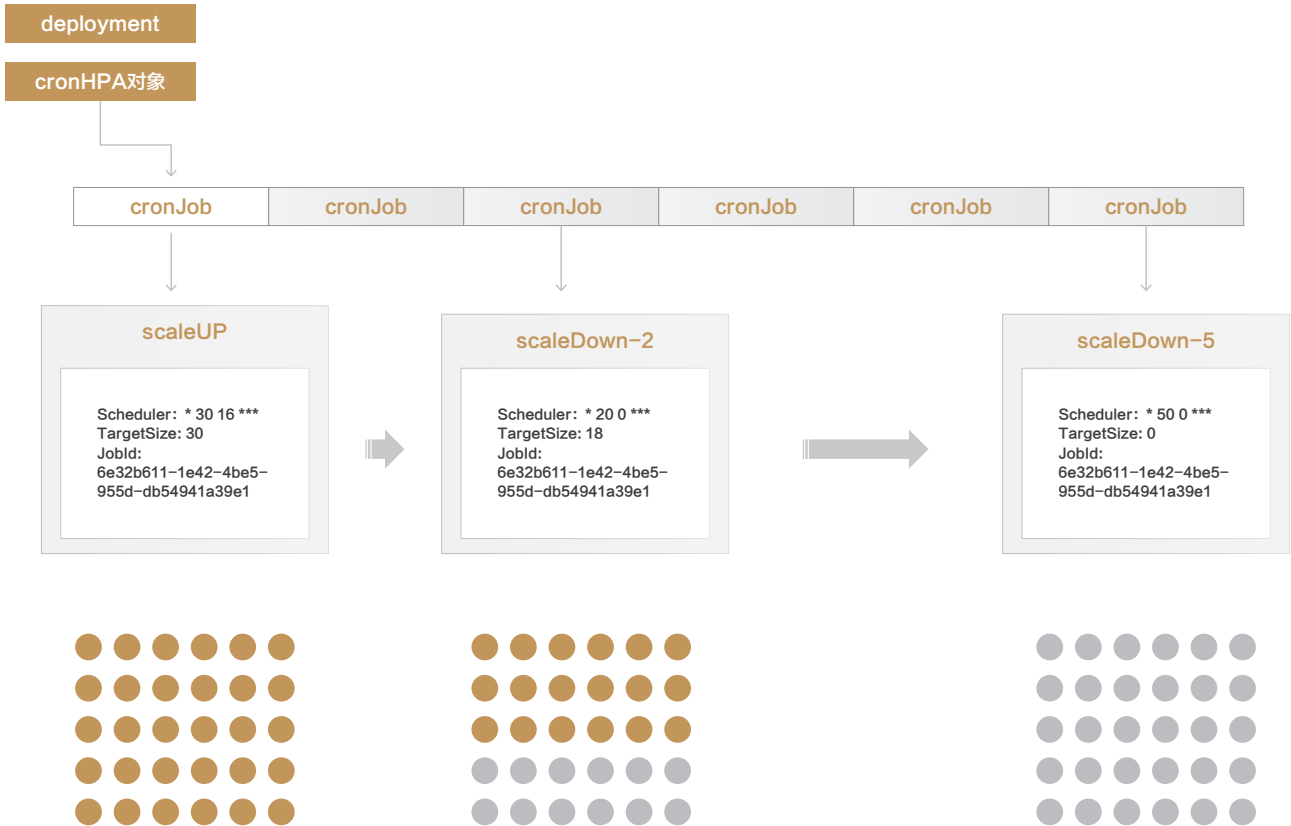 deployment
cronHPA对象
cronJob
cronJob
cronJob
cronJob
cronJob
cronJob
scaleUP
Scheduler: * 30 16 ***
TargetSize: 30
JobId:
6e32b611-1e42-4be5-
955d-db54941a39e1
scaleDown-2
Scheduler: * 20 0 ***
TargetSize: 18
JobId:
6e32b611-1e42-4be5-
955d-db54941a39e1
scaleDown-5
Scheduler: * 50 0 ***
TargetSize: 0
JobId:
6e32b611-1e42-4be5-
955d-db54941a39e1